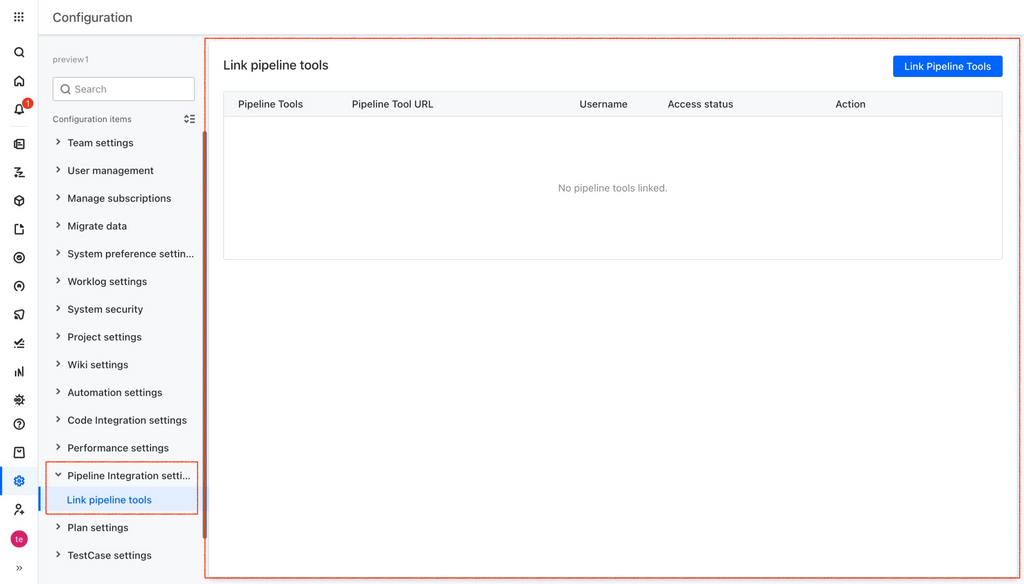 Configuration
preview1
Search
1
Configuration items
Team settings
User management
Manage subscriptions
Migrate data
System preference settin...
Worklog settings
System security
Project settings
Wiki settings
Automation settings
Code Integration settings
Performance settings
Pipeline Integration setti...
Link pipeline tools
Plan settings
TestCase settings
te
Link pipeline tools
Link Pipeline Tools
Pipeline Tools Pipeline Tool URL Username Access status Action
No pipeline tools linked.